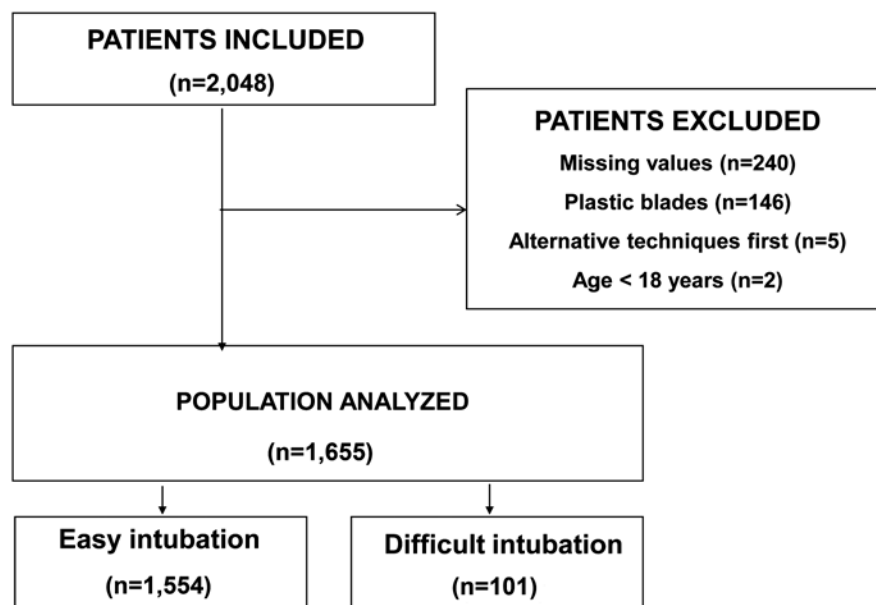 PATIENTS INCLUDED
(n=2,048)
PATIENTS EXCLUDED
Missing values (n=240)
Plastic blades (n=146)
Alternative techniques first (n=5)
Age < 18 years (n=2)
POPULATION ANALYZED
(n=1,655)
Easy intubation
(n=1,554)
Difficult intubation
(n=101)